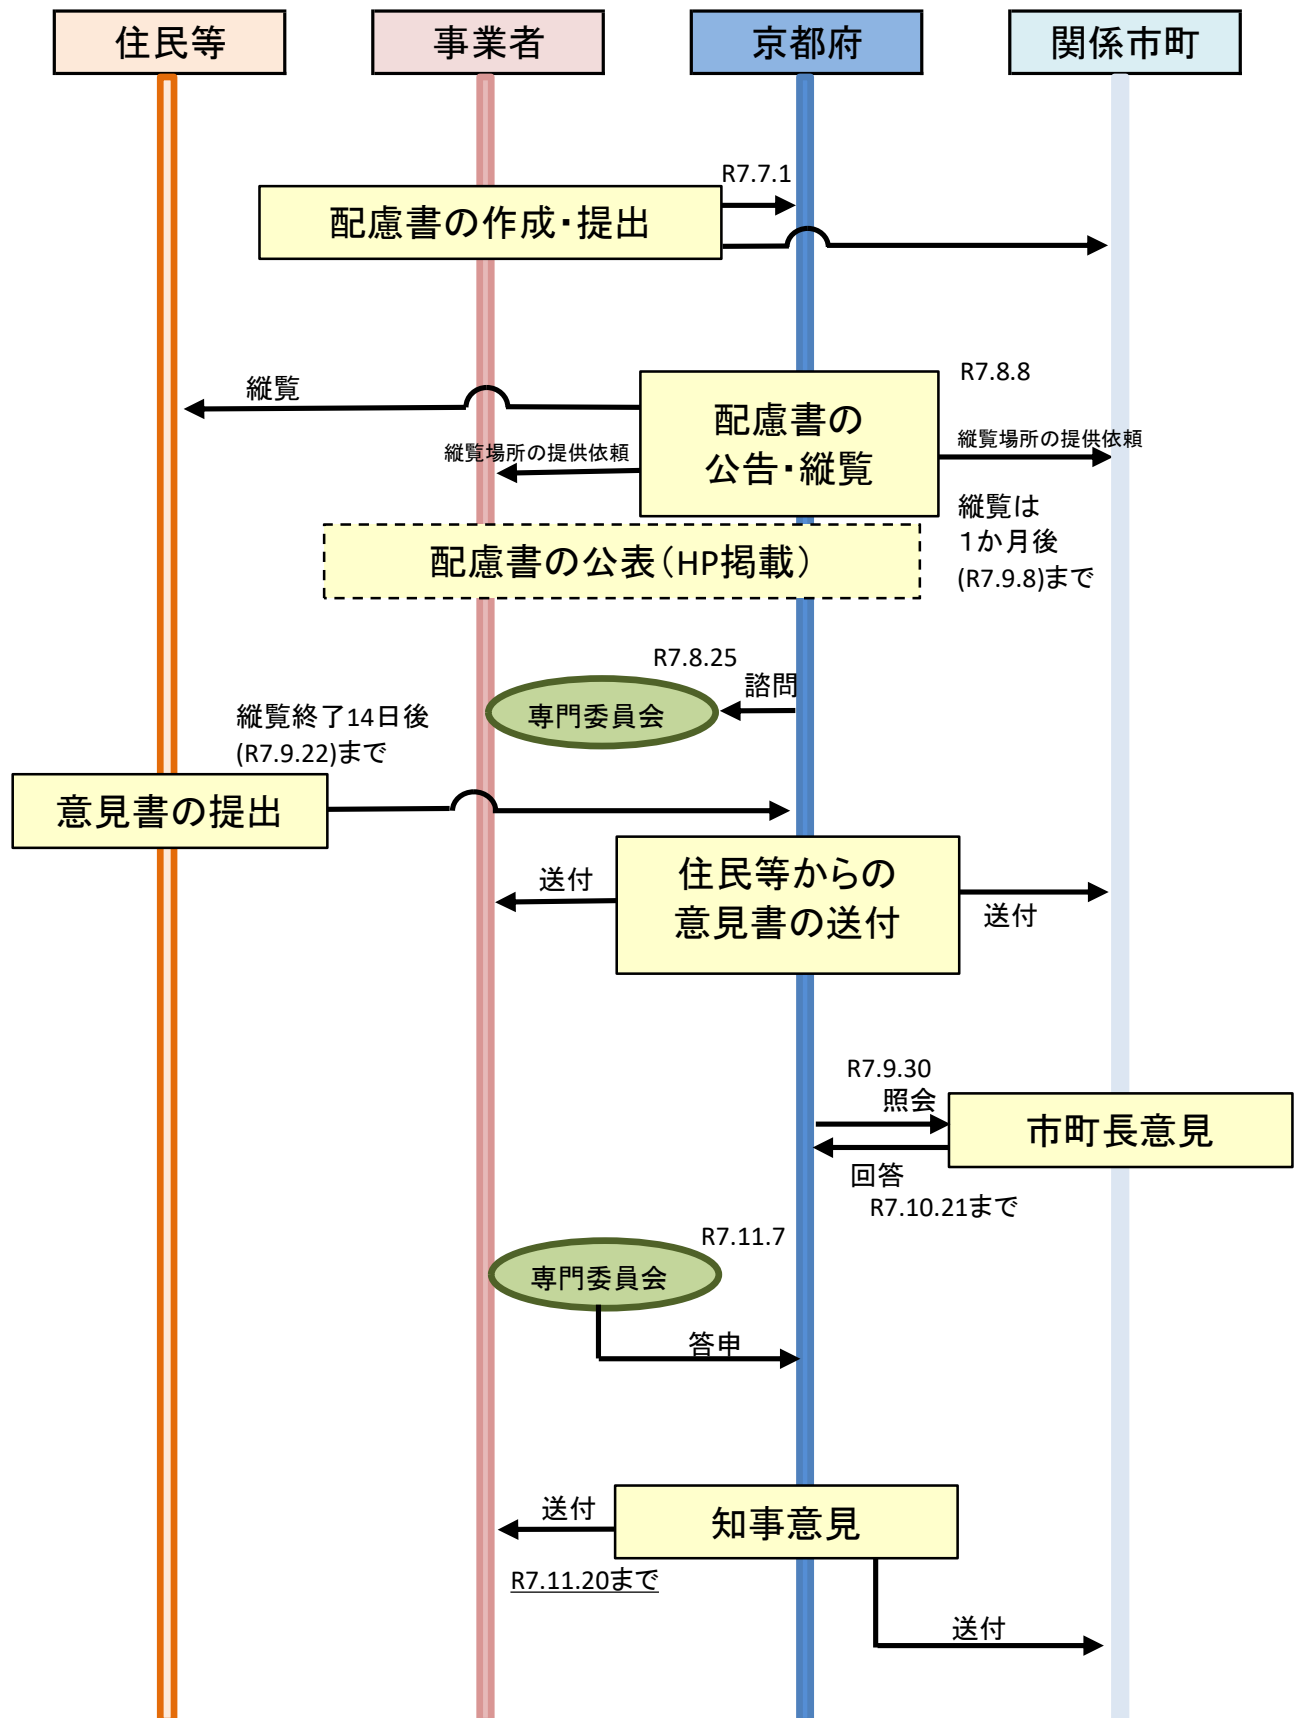 住民等
事業者
京都府
関係市町
R7.7.1
配慮書の作成・提出
R7.8.8
縦覧
配慮書の
公告・縦覧
縦覧場所の提供依頼
縦覧場所の提供依頼
縦覧は
1か月後
(R7.9.8)まで
配慮書の公表（HP掲載）
R7.8.25
諮問
専門委員会
縦覧終了14日後
(R7.9.22)まで
意見書の提出
住民等からの
意見書の送付
送付
送付
R7.9.30
照会
市町長意見
回答
R7.10.21まで
R7.11.7
専門委員会
答申
知事意見
送付
R7.11.20まで
送付